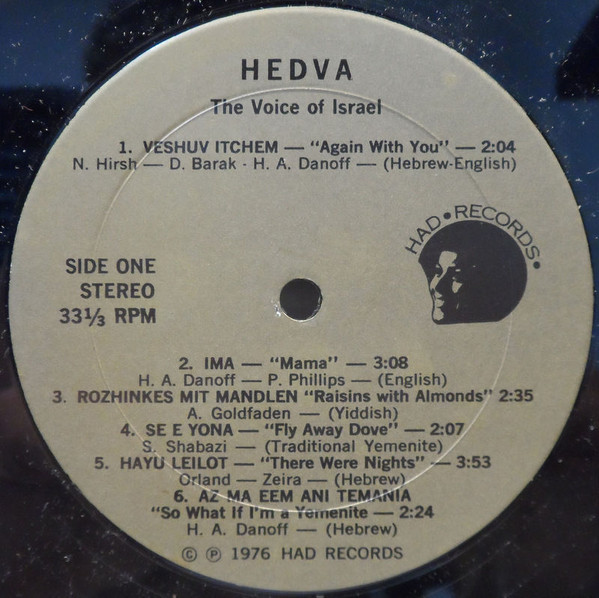 HEDVA
The Voice of Israel
1. VESHUV ITCHEM — "Again With You" — 2:04
N. Hirsh — D. Barak - H. A. Danoff — (Hebrew-English)
HAD • RECORDS •
SIDE ONE
STEREO
33⅓ RPM
2. IMA — "Mama" — 3:08
H. A. Danoff — P. Phillips — (English)
3. ROZHINKES MIT MANDLEN "Raisins with Almonds" 2:35
A. Goldfaden — (Yiddish)
4. SE E YONA — "Fly Away Dove" — 2:07
S. Shabazi — (Traditional Yemenite)
5. HAYU LEILOT — "There Were Nights" — 3:53
Orland — Zeira — (Hebrew)
6. AZ MA EEM ANI TEMANIA
"So What If I'm a Yemenite — 2:24
H. A. Danoff — (Hebrew)
© ℗ 1976 HAD RECORDS